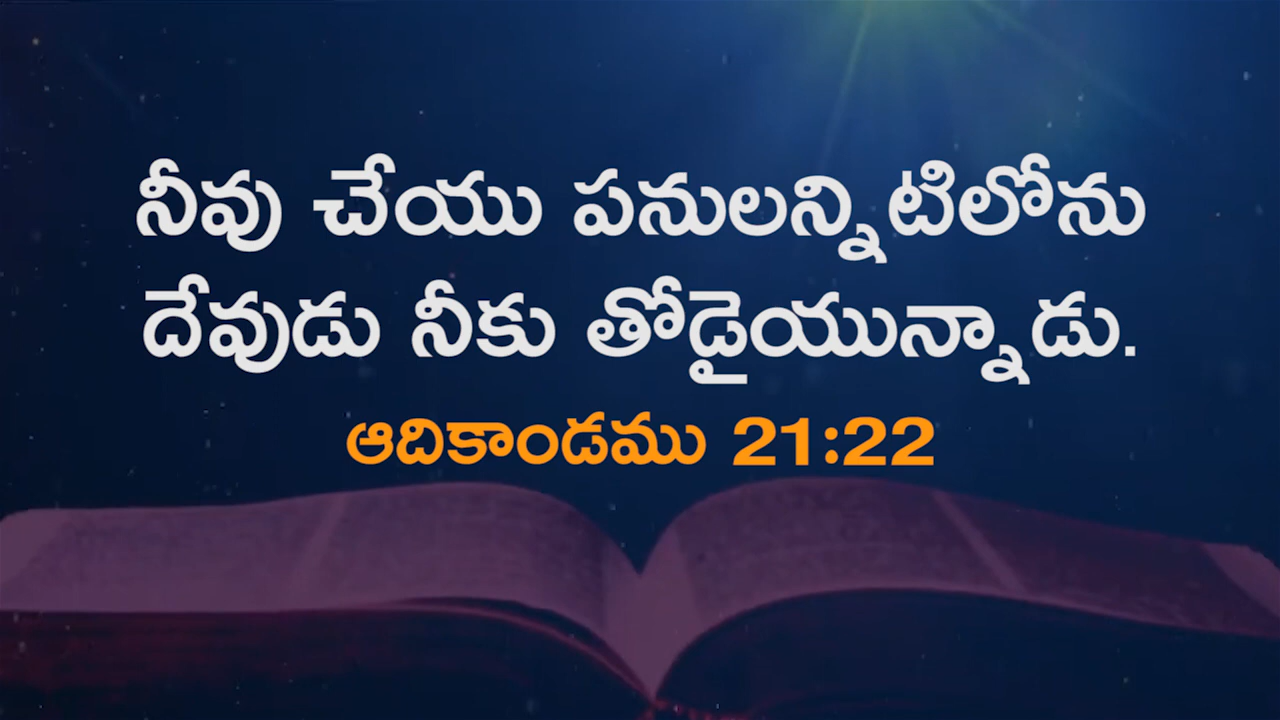 నీవు చేయు పనులన్నిటిలోను
దేవుడు నీకు తోడైయున్నాడు.
ఆదికాండము 21:22